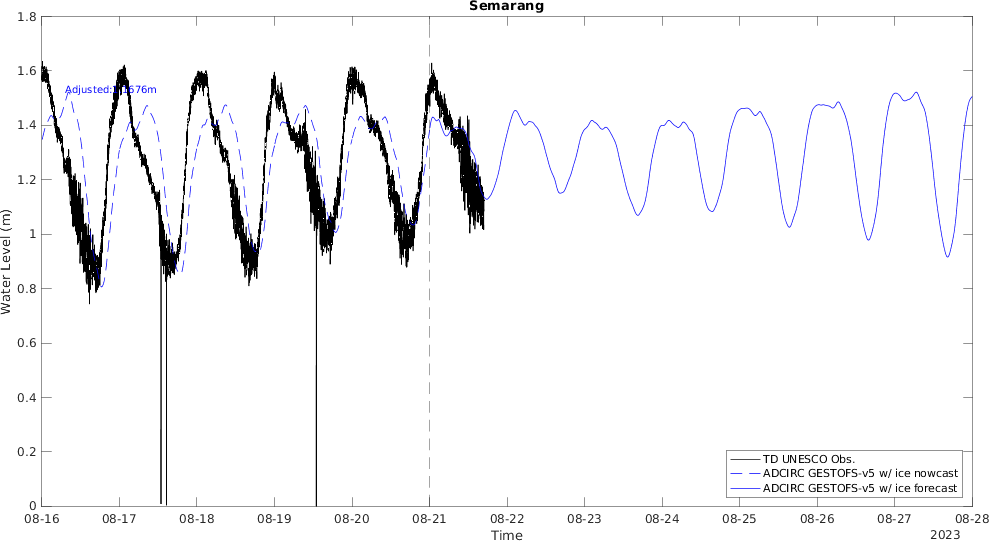 Semarang
1.8
1.6
1.4
1.2
1
0.8
0.6
0.4
0.2
0
Water Level (m)
TD UNESCO Obs.
ADCIRC GESTOFS-v5 w/ ice nowcast
ADCIRC GESTOFS-v5 w/ ice forecast
08-16 08-17 08-18 08-19 08-20 08-21 08-22 08-23 08-24 08-25 08-26 08-27 08-28
Time
2023